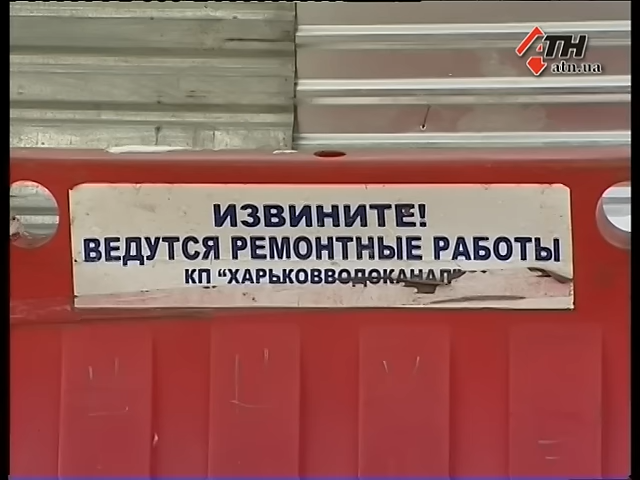 АТН
atn.ua
ИЗВИНИТЕ!
ВЕДУТСЯ РЕМОНТНЫЕ РАБОТЫ
КП "ХАРЬКОВВОДОКАНАЛ"